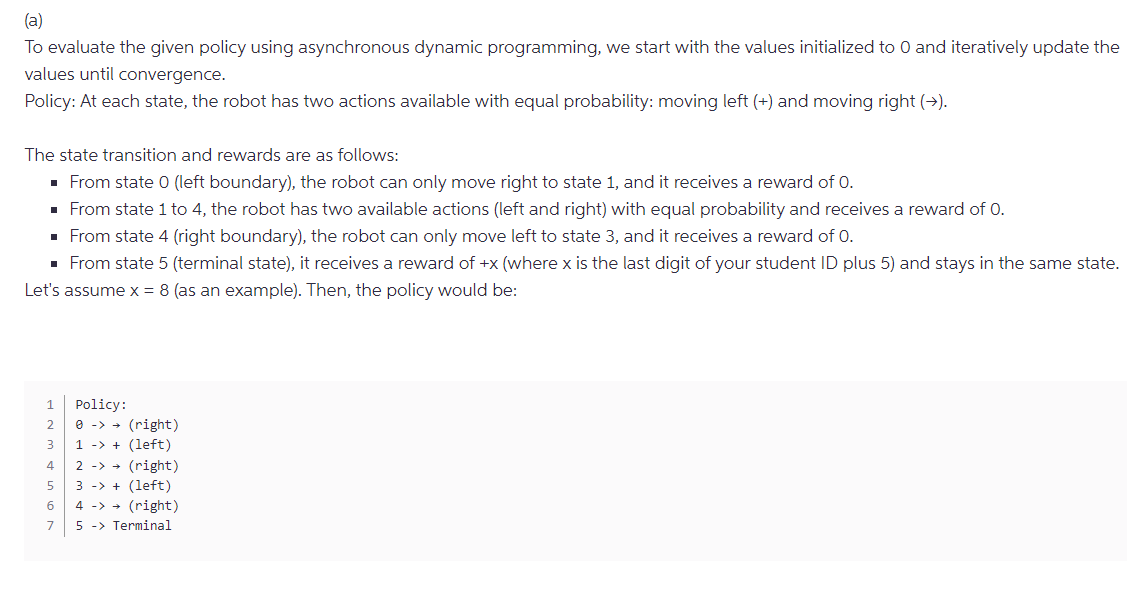 (a)
To evaluate the given policy using asynchronous dynamic programming, we start with the values initialized to 0 and iteratively update the
values until convergence.
Policy: At each state, the robot has two actions available with equal probability: moving left (+) and moving right (→).
The state transition and rewards are as follows:
▪ From state 0 (left boundary), the robot can only move right to state 1, and it receives a reward of 0.
▪ From state 1 to 4, the robot has two available actions (left and right) with equal probability and receives a reward of 0.
▪ From state 4 (right boundary), the robot can only move left to state 3, and it receives a reward of 0.
▪ From state 5 (terminal state), it receives a reward of +x (where x is the last digit of your student ID plus 5) and stays in the same state.
Let's assume x = 8 (as an example). Then, the policy would be:
1 Policy:
2 0 -> → (right)
3 1 -> + (left)
4 2 -> → (right)
5 3 -> + (left)
6 4 -> → (right)
7 5 -> Terminal